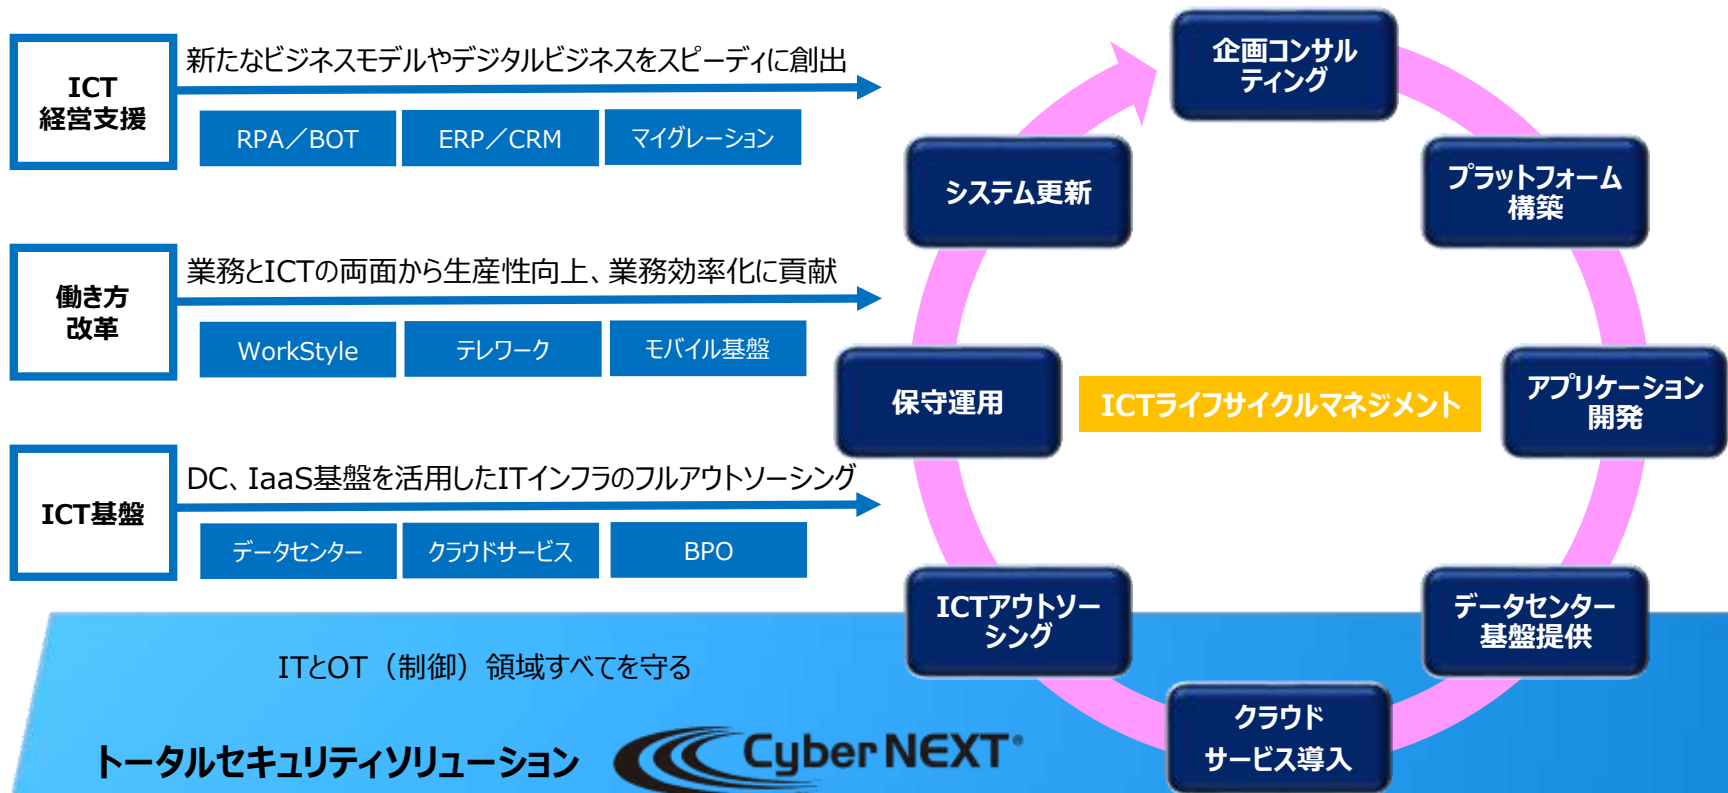 ICT
経営支援
新たなビジネスモデルやデジタルビジネスをスピーディに創出
RPA／BOT
ERP／CRM
マイグレーション
働き方
改革
業務とICTの両面から生産性向上、業務効率化に貢献
WorkStyle
テレワーク
モバイル基盤
ICT基盤
DC、IaaS基盤を活用したITインフラのフルアウトソーシング
データセンター
クラウドサービス
BPO
ITとOT（制御）領域すべてを守る
トータルセキュリティソリューション
CyberNEXT®
企画コンサル
ティング
プラットフォーム
構築
アプリケーション
開発
データセンター
基盤提供
クラウド
サービス導入
ICTアウトソー
シング
保守運用
システム更新
ICTライフサイクルマネジメント